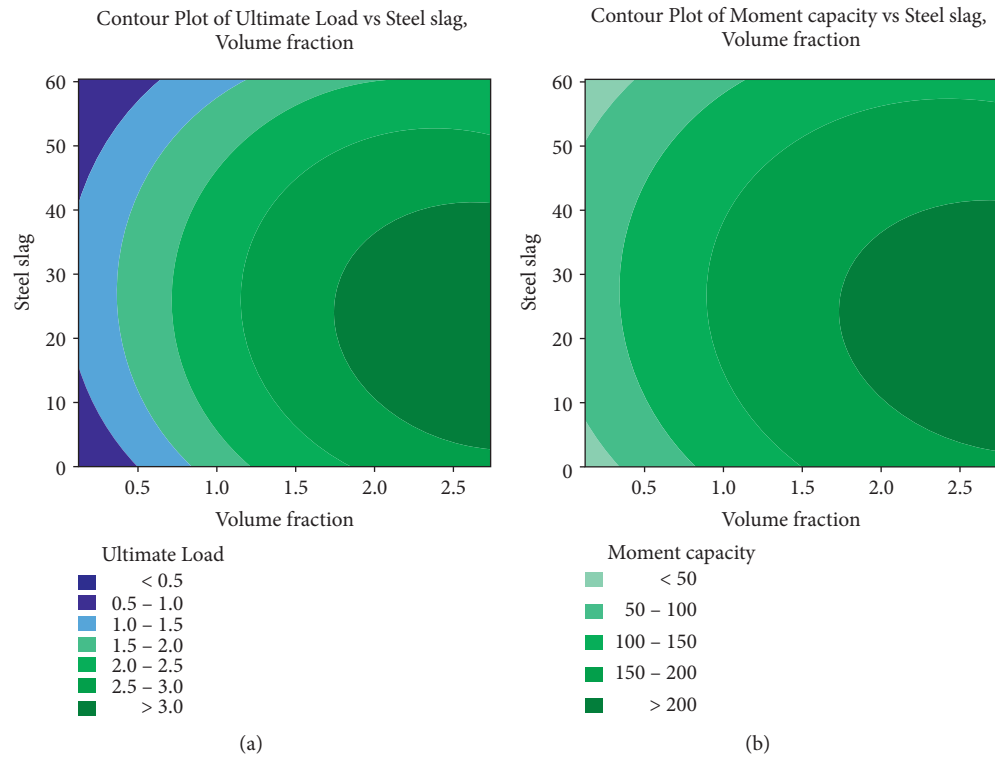 Contour Plot of Ultimate Load vs Steel slag,
Volume fraction
60
50
40
30
20
10
0
Steel slag
0.5 1.0 1.5 2.0 2.5
Volume fraction
Ultimate Load
< 0.5
0.5 – 1.0
1.0 – 1.5
1.5 – 2.0
2.0 – 2.5
2.5 – 3.0
> 3.0
(a)
Contour Plot of Moment capacity vs Steel slag,
Volume fraction
60
50
40
30
20
10
0
Steel slag
0.5 1.0 1.5 2.0 2.5
Volume fraction
Moment capacity
< 50
50 – 100
100 – 150
150 – 200
> 200
(b)